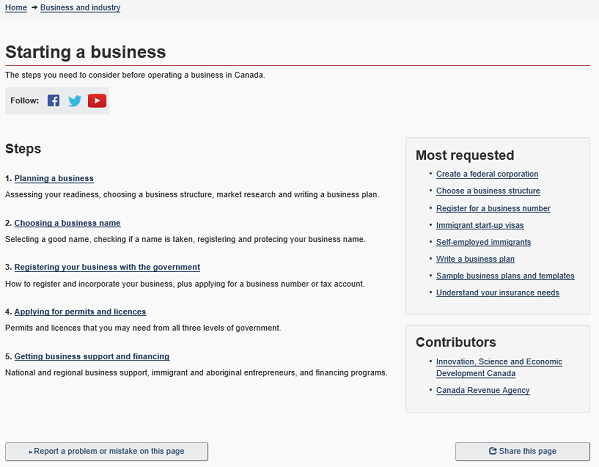 Home → Business and industry
Starting a business
The steps you need to consider before operating a business in Canada.
Follow:
Steps
1. Planning a business
Assessing your readiness, choosing a business structure, market research and writing a business plan.
2. Choosing a business name
Selecting a good name, checking if a name is taken, registering and protecing your business name.
3. Registering your business with the government
How to register and incorporate your business, plus applying for a business number or tax account.
4. Applying for permits and licences
Permits and licences that you may need from all three levels of government.
5. Getting business support and financing
National and regional business support, immigrant and aboriginal entrepreneurs, and financing programs.
Most requested
• Create a federal corporation
• Choose a business structure
• Register for a business number
• Immigrant start-up visas
• Self-employed immigrants
• Write a business plan
• Sample business plans and templates
• Understand your insurance needs
Contributors
• Innovation, Science and Economic
Development Canada
• Canada Revenue Agency
Report a problem or mistake on this page
Share this page